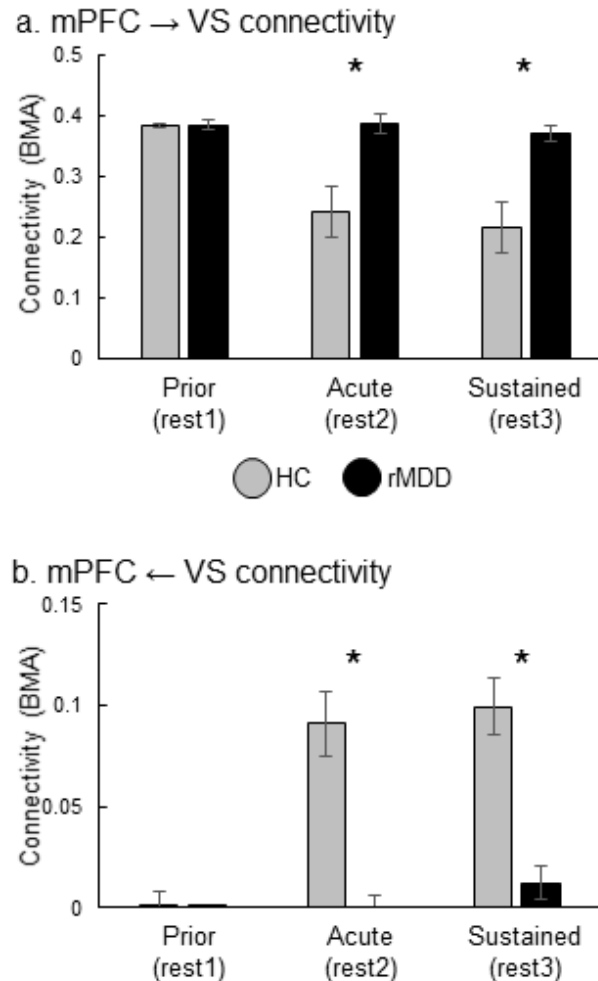 a. mPFC → VS connectivity
0.5
0.4
0.3
0.2
0.1
0
Connectivity (BMA)
*
*
Prior
(rest1)
Acute
(rest2)
Sustained
(rest3)
HC
rMDD
b. mPFC ← VS connectivity
0.15
0.1
0.05
0
Connectivity (BMA)
*
*
Prior
(rest1)
Acute
(rest2)
Sustained
(rest3)